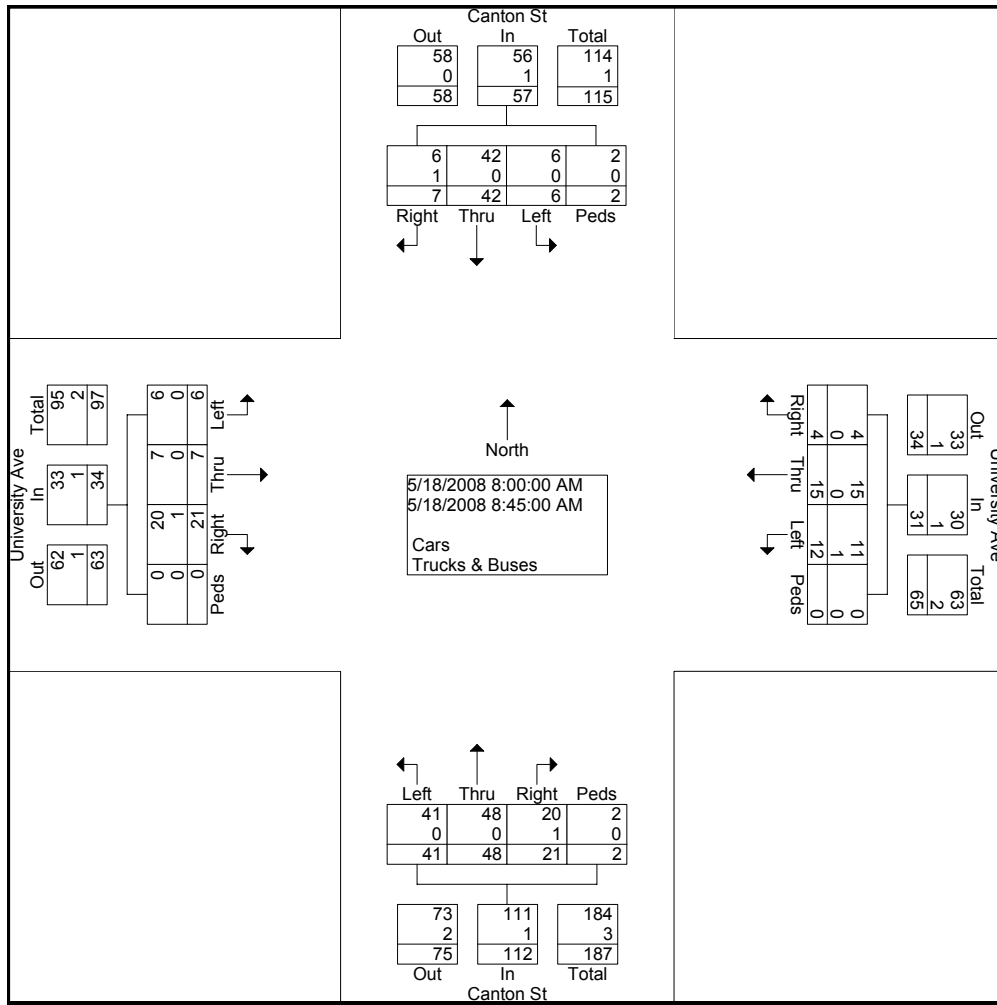 Canton St
Out In Total
58 56 114
0 1 1
58 57 115
6 42 6 2
1 0 0 0
7 42 6 2
Right Thru Left Peds
University Ave
Total In Out
95 33 62
2 1 1
97 34 63
6 7 20 0
0 0 1 0
6 7 21 0
Left Thru Right Peds
North
5/18/2008 8:00:00 AM
5/18/2008 8:45:00 AM
Cars
Trucks & Buses
University Ave
Out In Total
33 30 63
1 1 2
34 31 65
4 15 11 0
0 0 1 0
4 15 12 0
Right Thru Left Peds
Left Thru Right Peds
41 48 20 2
0 0 1 0
41 48 21 2
73 111 184
2 1 3
75 112 187
Out In Total
Canton St